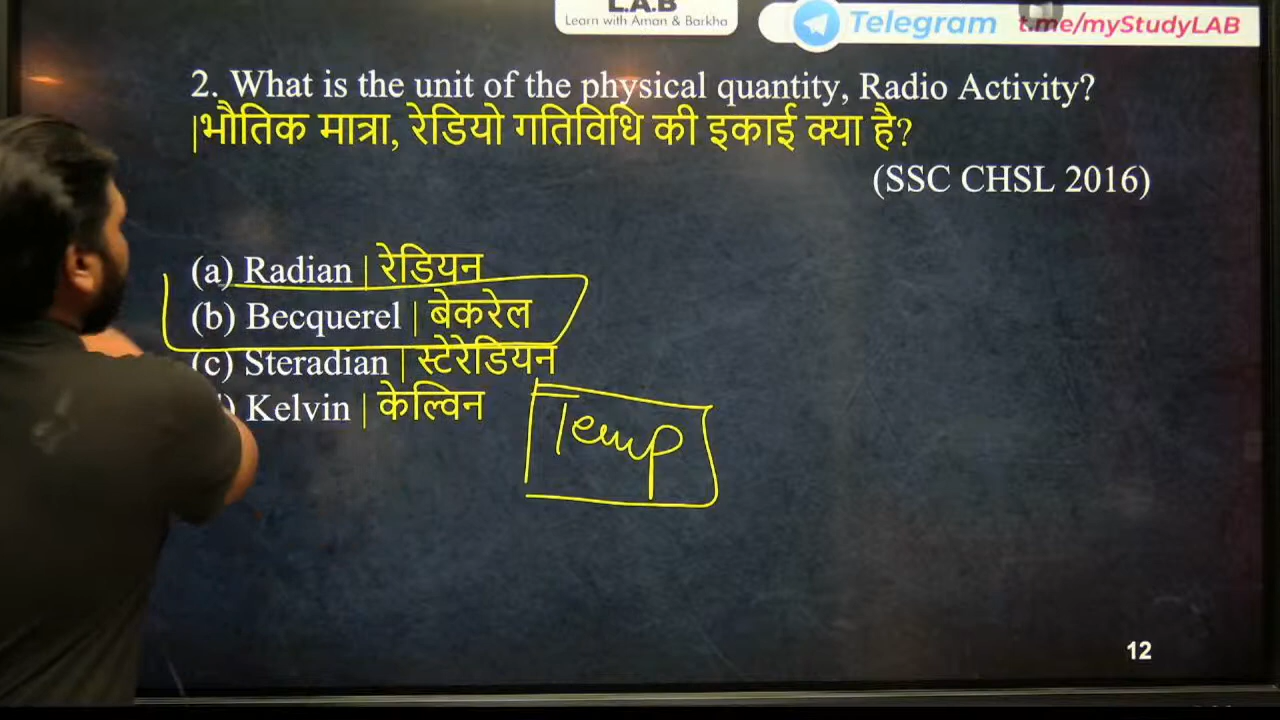 L.A.B
Learn with Aman & Barkha
Telegram t.me/myStudyLAB
2. What is the unit of the physical quantity, Radio Activity?
|भौतिक मात्रा, रेडियो गतिविधि की इकाई क्या है?
(SSC CHSL 2016)
(a) Radian | रेडियन
(b) Becquerel | बेकरेल
(c) Steradian | स्टेरेडियन
) Kelvin | केल्विन
Temp
12